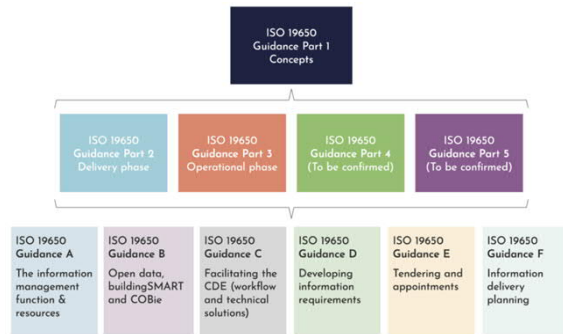 ISO 19650
Guidance Part 1
Concepts
ISO 19650
Guidance Part 2
Delivery phase
ISO 19650
Guidance Part 3
Operational phase
ISO 19650
Guidance Part 4
(To be confirmed)
ISO 19650
Guidance Part 5
(To be confirmed)
ISO 19650
Guidance A
The information
management
function &
resources
ISO 19650
Guidance B
Open data,
buildingSMART
and COBie
ISO 19650
Guidance C
Facilitating the
CDE (workflow
and technical
solutions)
ISO 19650
Guidance D
Developing
information
requirements
ISO 19650
Guidance E
Tendering and
appointments
ISO 19650
Guidance F
Information
delivery
planning